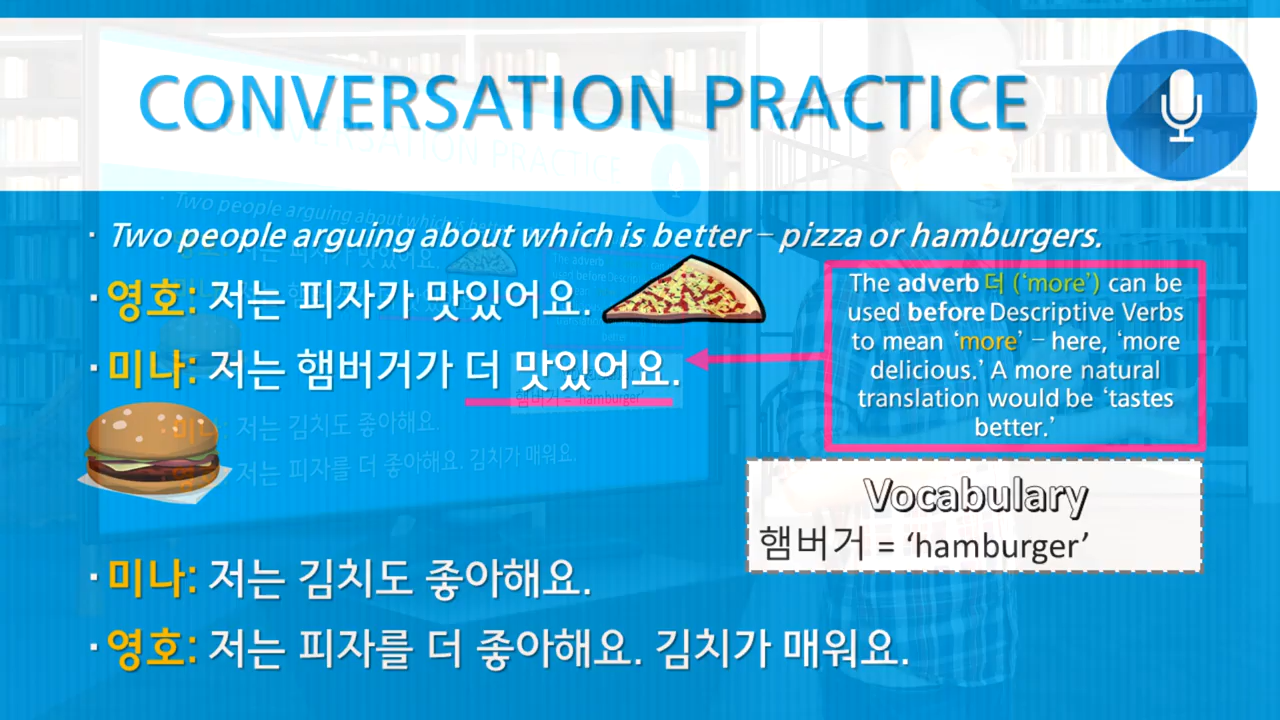 CONVERSATION PRACTICE
· Two people arguing about which is better – pizza or hamburgers.
· 영호: 저는 피자가 맛있어요.
· 미나: 저는 햄버거가 더 맛있어요.
The adverb 더 (‘more’) can be
used before Descriptive Verbs
to mean ‘more’ – here, ‘more
delicious.’ A more natural
translation would be ‘tastes
better.’
Vocabulary
햄버거 = ‘hamburger’
· 미나: 저는 김치도 좋아해요.
· 영호: 저는 피자를 더 좋아해요. 김치가 매워요.